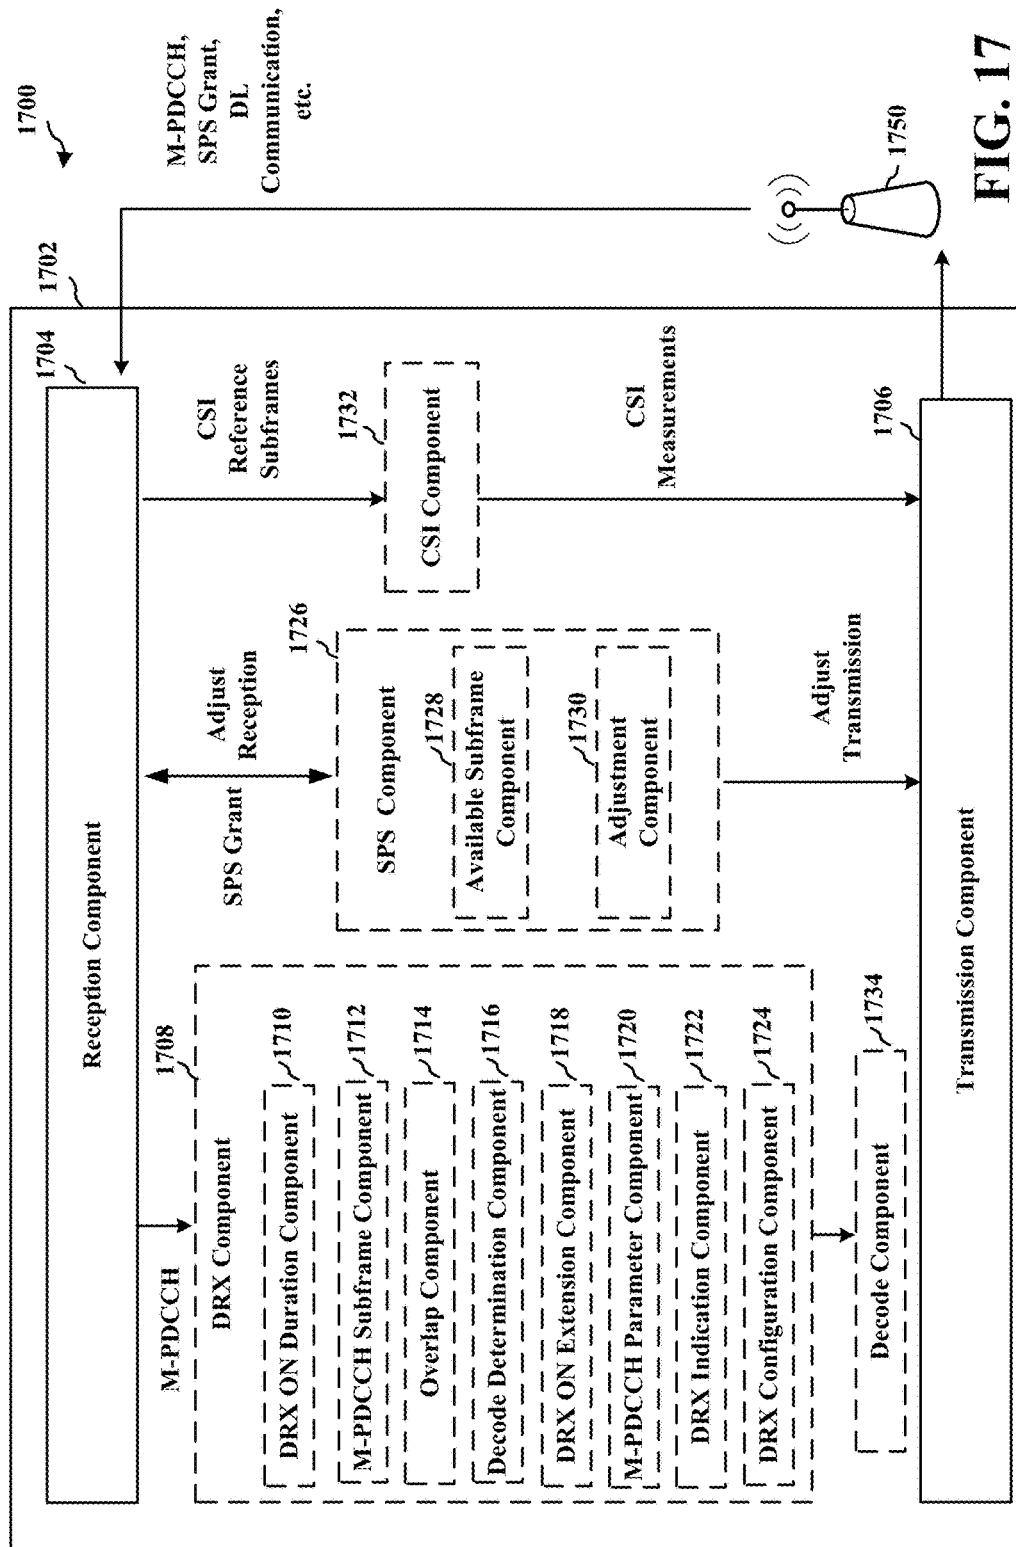 1700
M-PDCCH,
SPS Grant,
DL
Communication,
etc.
1702
1704
Reception Component
M-PDCCH
1708
DRX Component
DRX ON Duration Component
1710
M-PDCCH Subframe Component
1712
Overlap Component
1714
Decode Determination Component
1716
DRX ON Extension Component
1718
M-PDCCH Parameter Component
1720
DRX Indication Component
1722
DRX Configuration Component
1724
Decode Component
1734
SPS Grant
Adjust
Reception
1726
SPS Component
1728
Available Subframe
Component
1730
Adjustment
Component
Adjust
Transmission
CSI
Reference
Subframes
1732
CSI Component
CSI
Measurements
1706
Transmission Component
1750
FIG. 17